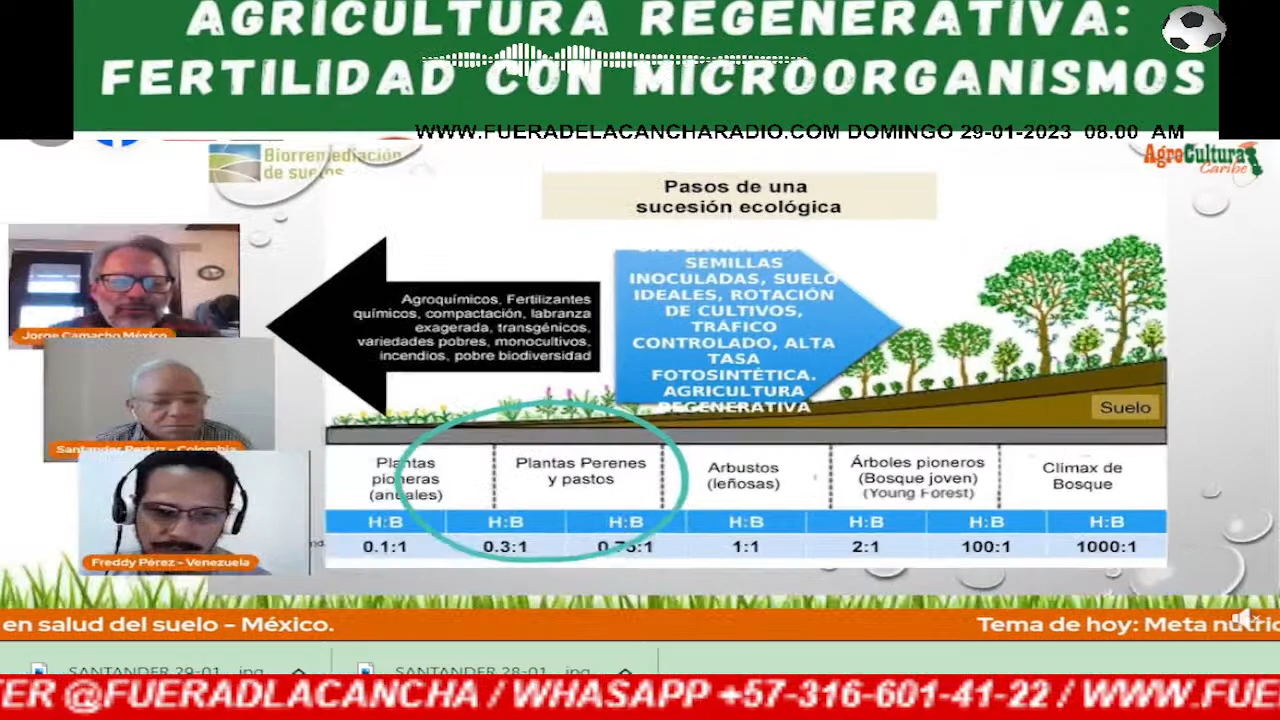 AGRICULTURA REGENERATIVA:
FERTILIDAD CON MICROORGANISMOS
WWW.FUERADELACANCHARADIO.COM DOMINGO 29-01-2023 08.00 AM
Biorremediación
de suelos
AgroCultura
Caribe
Pasos de una
sucesión ecológica
Agroquímicos, Fertilizantes
químicos, compactación, labranza
exagerada, transgénicos,
variedades pobres, monocultivos,
incendios, pobre biodiversidad
SEMILLAS
INOCULADAS, SUELO
IDEALES, ROTACIÓN
DE CULTIVOS,
TRÁFICO
CONTROLADO, ALTA
TASA
FOTOSINTÉTICA.
AGRICULTURA
REGENERATIVA
Suelo
Jorge Camacho México
Santander - Colombia
Freddy Pérez - Venezuela
Plantas
pioneras
(anuales)
Plantas Perenes
y pastos
Arbustos
(leñosas)
Árboles pioneros
(Bosque joven)
(Young Forest)
Clímax de
Bosque
H:B H:B H:B H:B H:B H:B H:B
0.1:1 0.3:1 0.75:1 1:1 2:1 100:1 1000:1
en salud del suelo - México.
Tema de hoy: Meta nutric
SANTANDER 29-01 ...jpg
SANTANDER 28-01 ...jpg
TER @FUERADLACANCHA / WHASAPP +57-316-601-41-22 / WWW.FUE